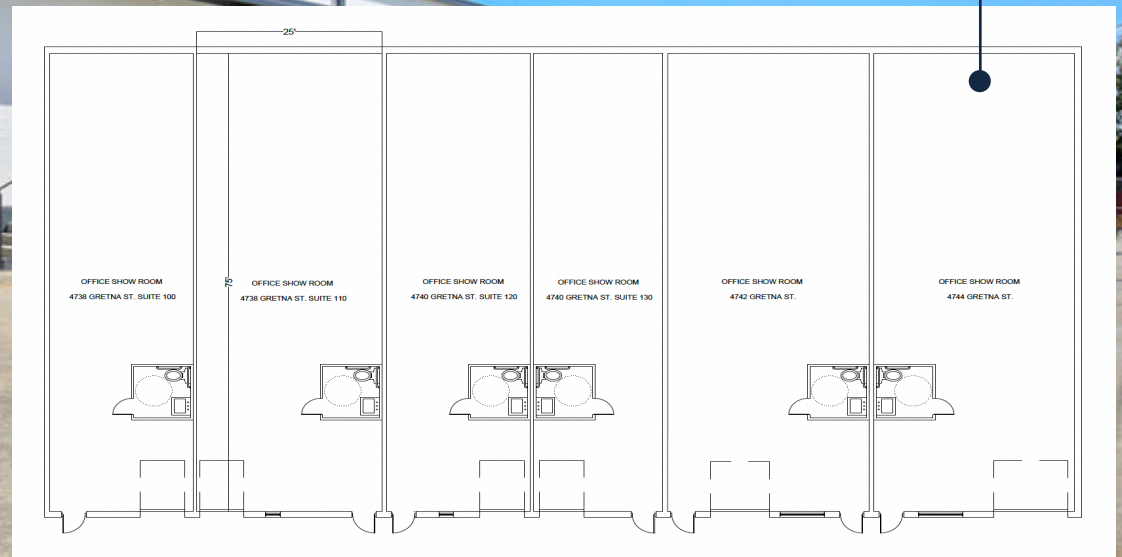 25'
75'
OFFICE SHOW ROOM
4738 GRETNA ST. SUITE 100
OFFICE SHOW ROOM
4738 GRETNA ST. SUITE 110
OFFICE SHOW ROOM
4740 GRETNA ST. SUITE 120
OFFICE SHOW ROOM
4740 GRETNA ST. SUITE 130
OFFICE SHOW ROOM
4742 GRETNA ST.
OFFICE SHOW ROOM
4744 GRETNA ST.